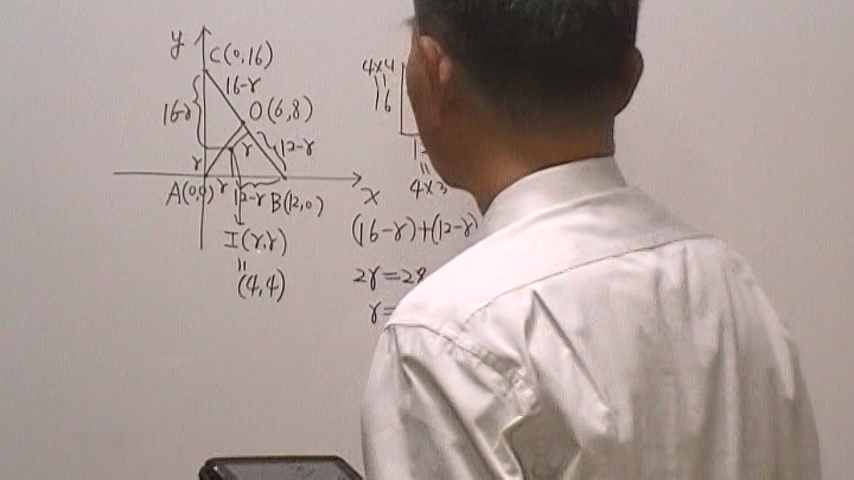 y
C(0,16)
16-r
16-r
O(6,8)
12-r
r
r
A(0,0)
r
12-r
B(12,0)
x
I(r,r)
=
(4,4)
4×4
=
16
=
4×3
(16-r)+(12-r)
2r=28
r=